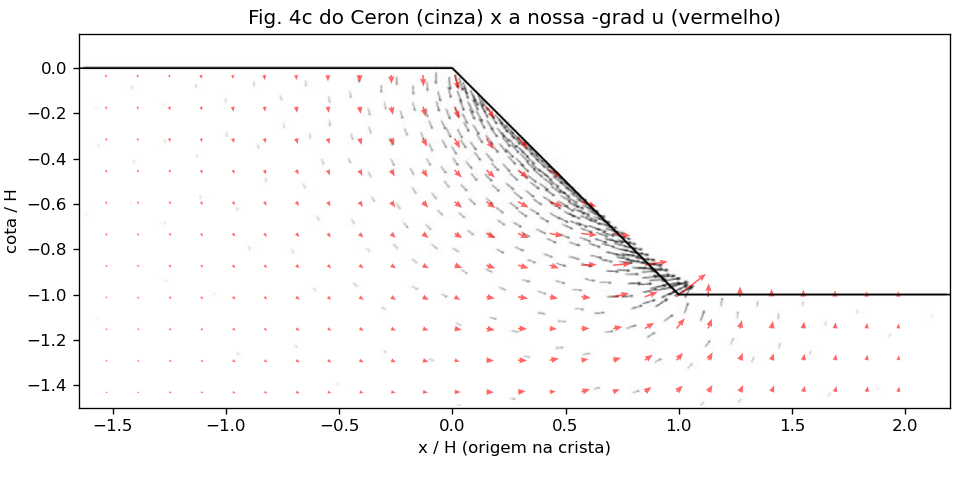 Fig. 4c do Ceron (cinza) x a nossa -grad u (vermelho)
cota / H
0.0
−0.2
−0.4
−0.6
−0.8
−1.0
−1.2
−1.4
−1.5 −1.0 −0.5 0.0 0.5 1.0 1.5 2.0
x / H (origem na crista)